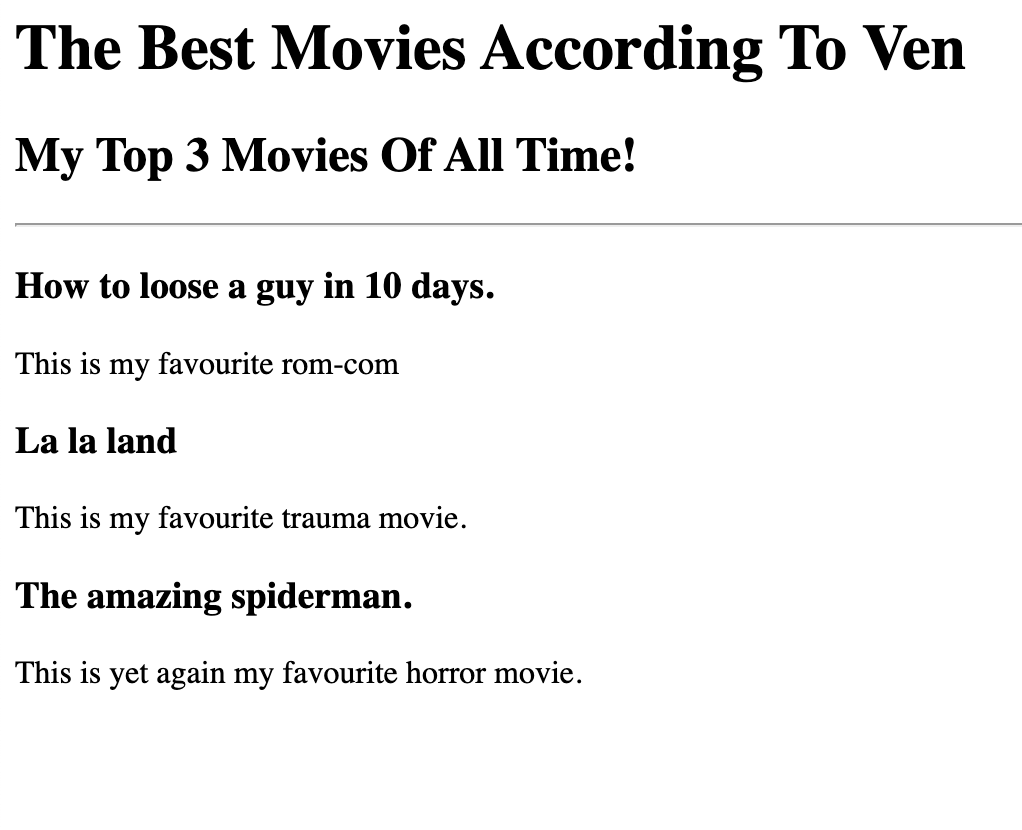 The Best Movies According To Ven
My Top 3 Movies Of All Time!
How to loose a guy in 10 days.
This is my favourite rom-com
La la land
This is my favourite trauma movie.
The amazing spiderman.
This is yet again my favourite horror movie.